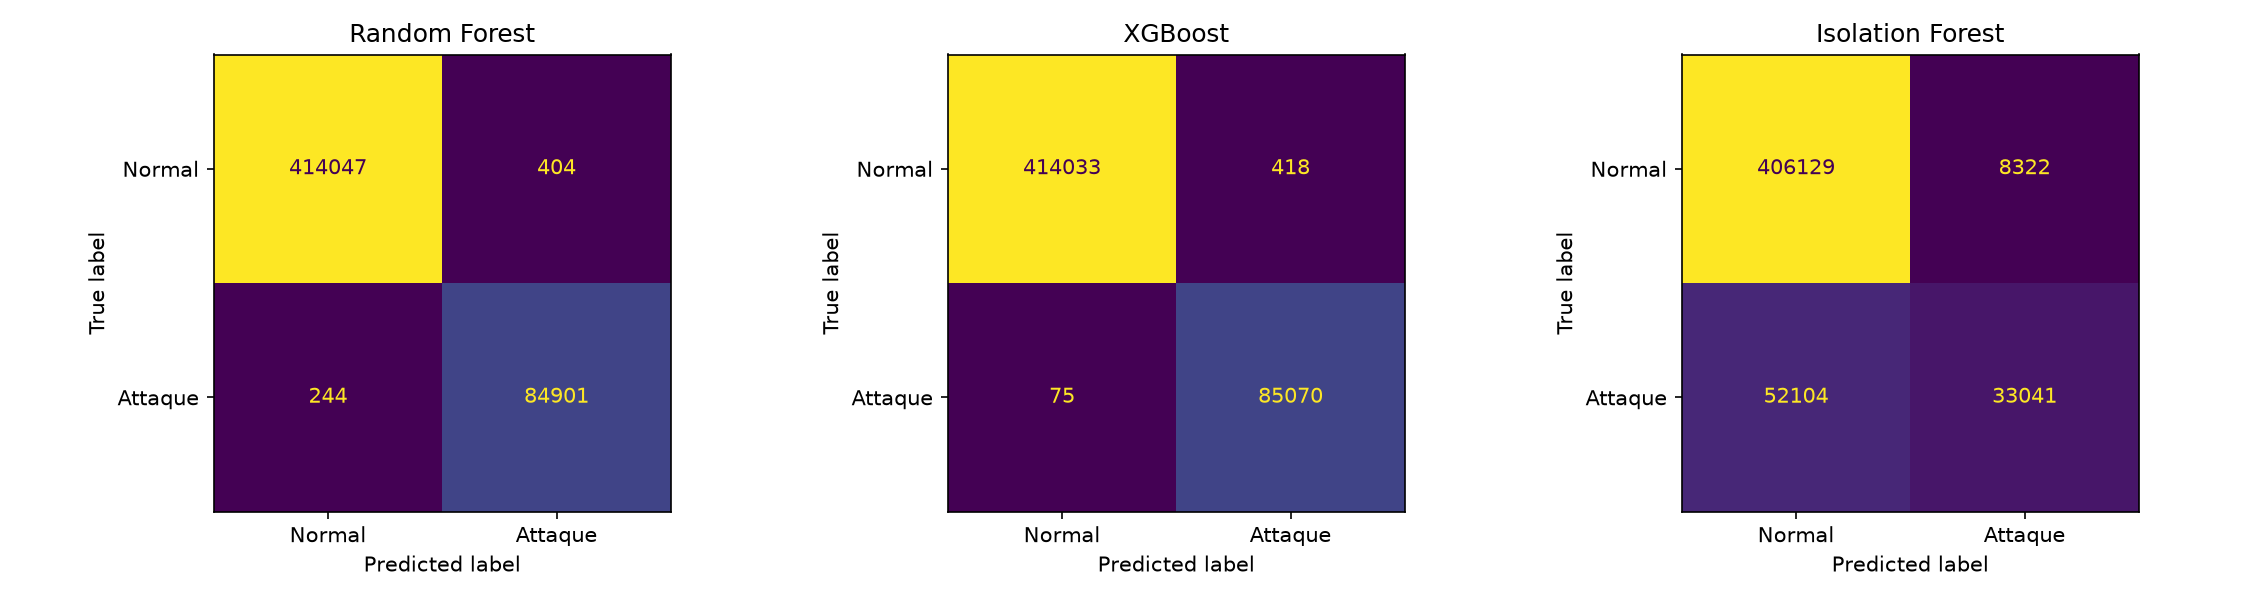 Random Forest
True label
Normal
414047 404
Attaque
244 84901
Normal Attaque
Predicted label
XGBoost
True label
Normal
414033 418
Attaque
75 85070
Normal Attaque
Predicted label
Isolation Forest
True label
Normal
406129 8322
Attaque
52104 33041
Normal Attaque
Predicted label